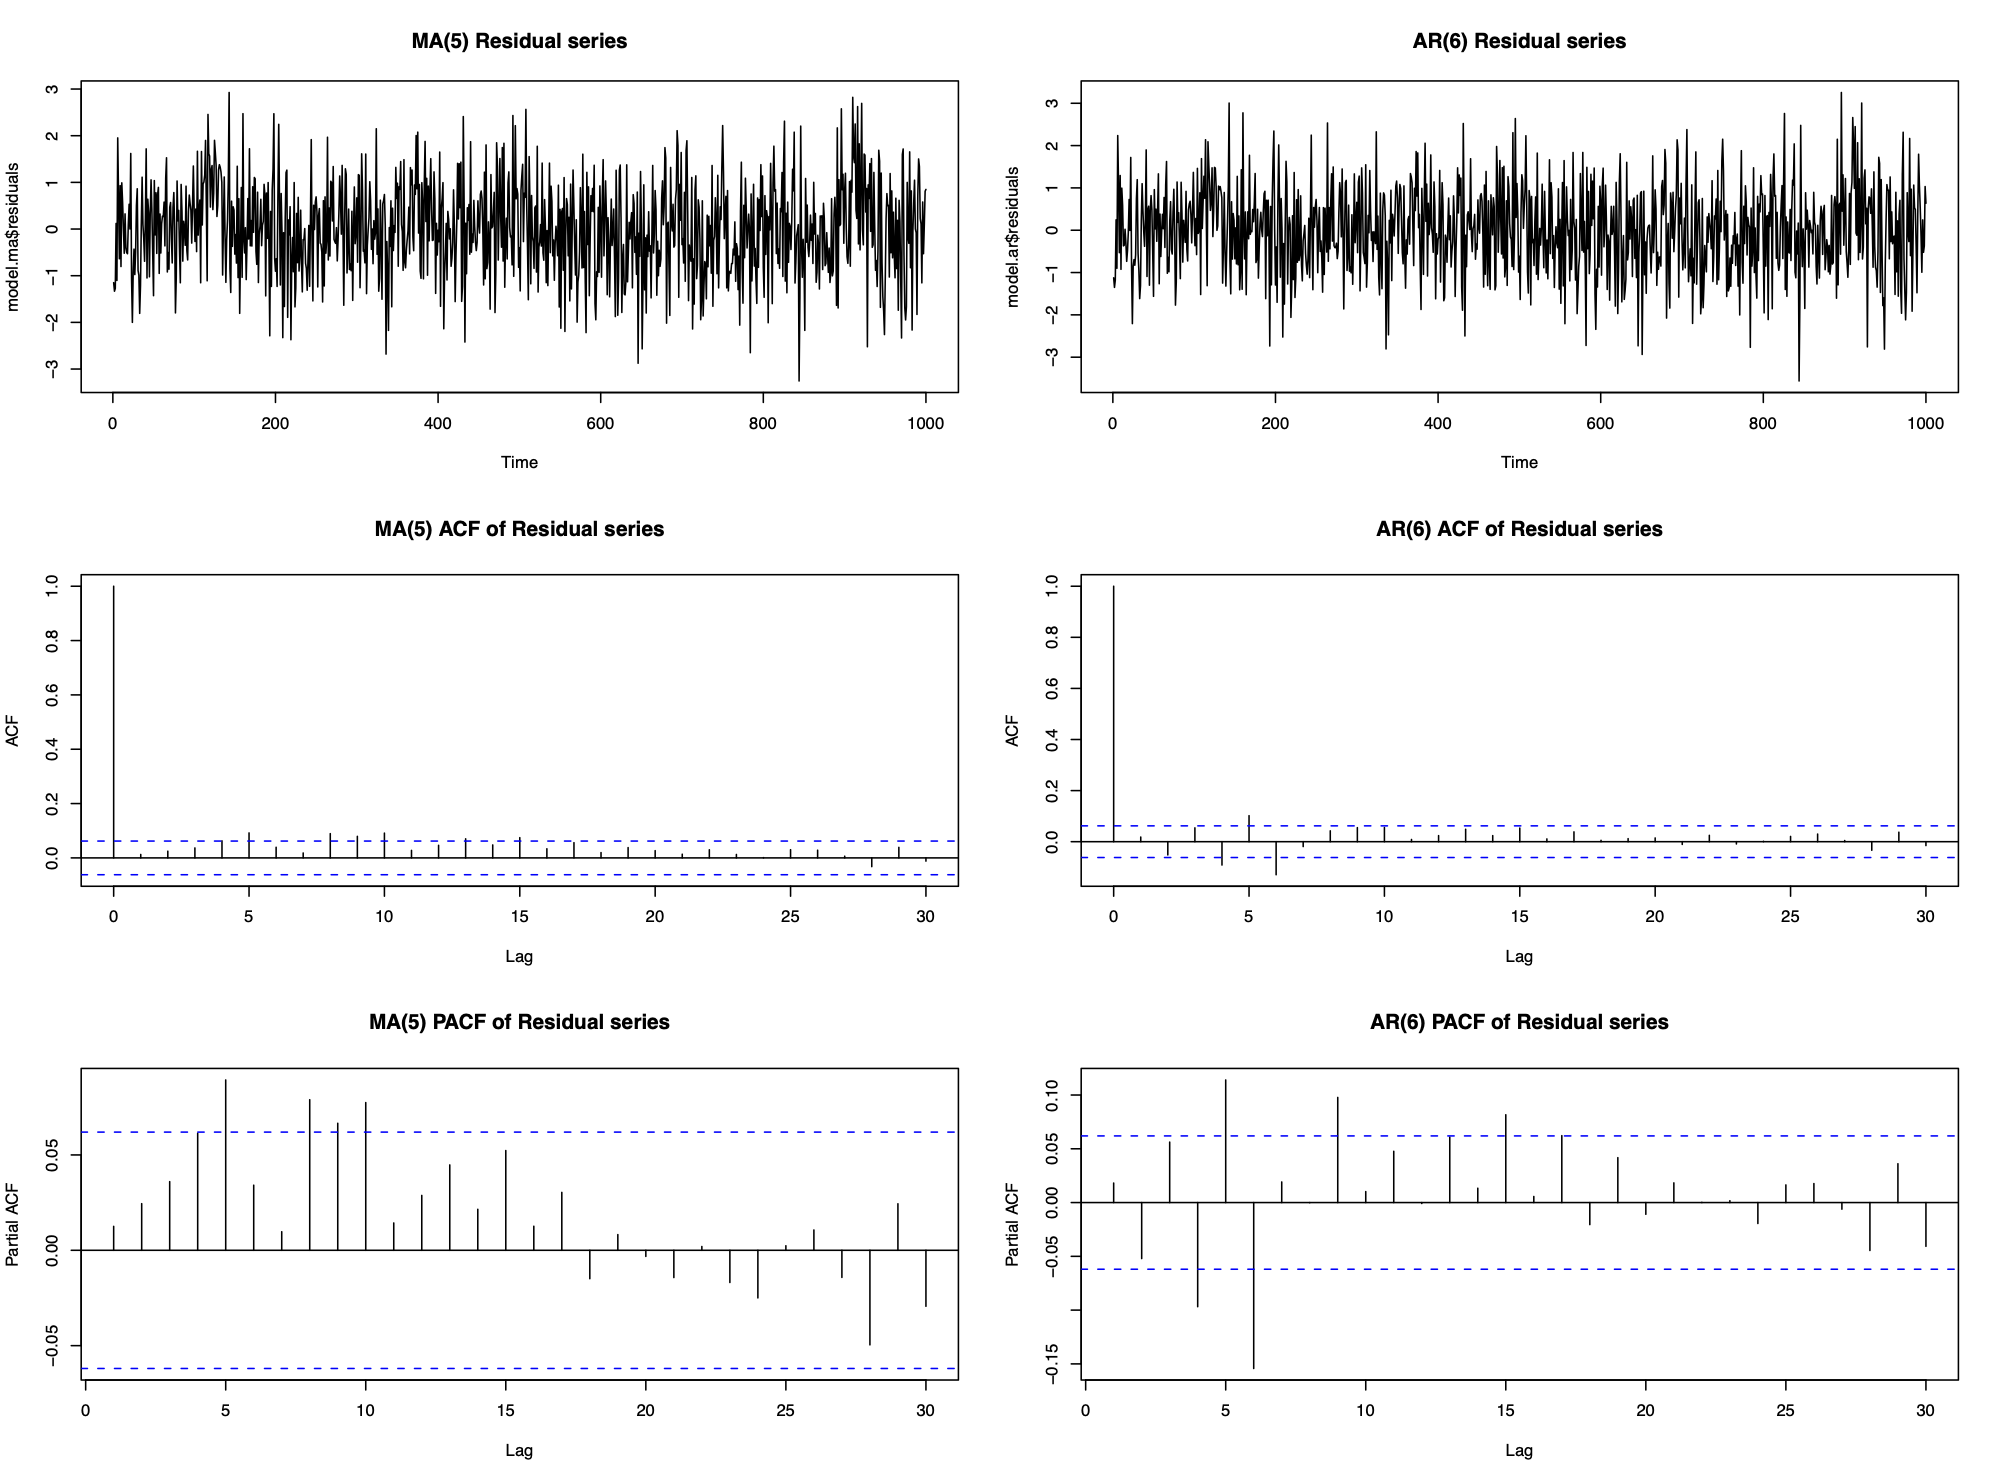 MA(5) Residual series
model.ma$residuals
3
2
1
0
−1
−2
−3
0 200 400 600 800 1000
Time
AR(6) Residual series
model.ar$residuals
3
2
1
0
−1
−2
−3
0 200 400 600 800 1000
Time
MA(5) ACF of Residual series
ACF
1.0
0.8
0.6
0.4
0.2
0.0
0 5 10 15 20 25 30
Lag
AR(6) ACF of Residual series
ACF
1.0
0.8
0.6
0.4
0.2
0.0
0 5 10 15 20 25 30
Lag
MA(5) PACF of Residual series
Partial ACF
0.05
0.00
−0.05
0 5 10 15 20 25 30
Lag
AR(6) PACF of Residual series
Partial ACF
0.10
0.05
0.00
−0.05
−0.15
0 5 10 15 20 25 30
Lag